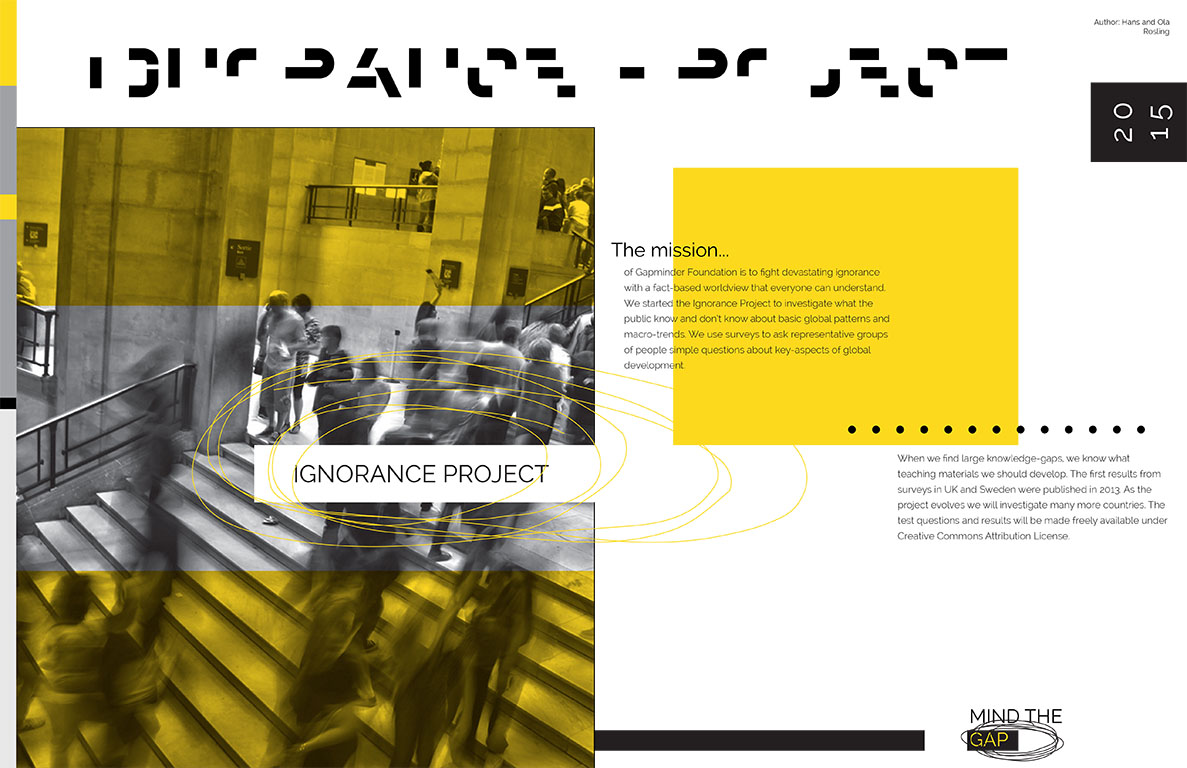 Author: Hans and Ola
Rosling
IGNORANCE PROJECT
20
15
The mission...
of Gapminder Foundation is to fight devastating ignorance
with a fact-based worldview that everyone can understand.
We started the Ignorance Project to investigate what the
public know and don't know about basic global patterns and
macro-trends. We use surveys to ask representative groups
of people simple questions about key-aspects of global
development.
IGNORANCE PROJECT
When we find large knowledge-gaps, we know what
teaching materials we should develop. The first results from
surveys in UK and Sweden were published in 2013. As the
project evolves we will investigate many more countries. The
test questions and results will be made freely available under
Creative Commons Attribution License.
MIND THE
GAP